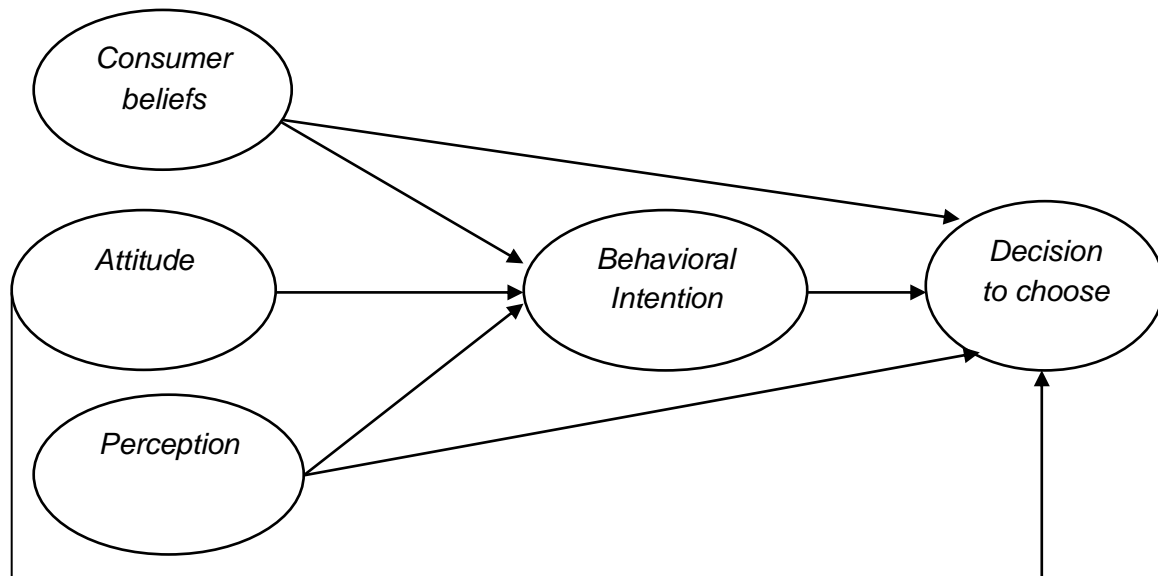 Consumer
beliefs
Attitude
Behavioral
Intention
Decision
to choose
Perception